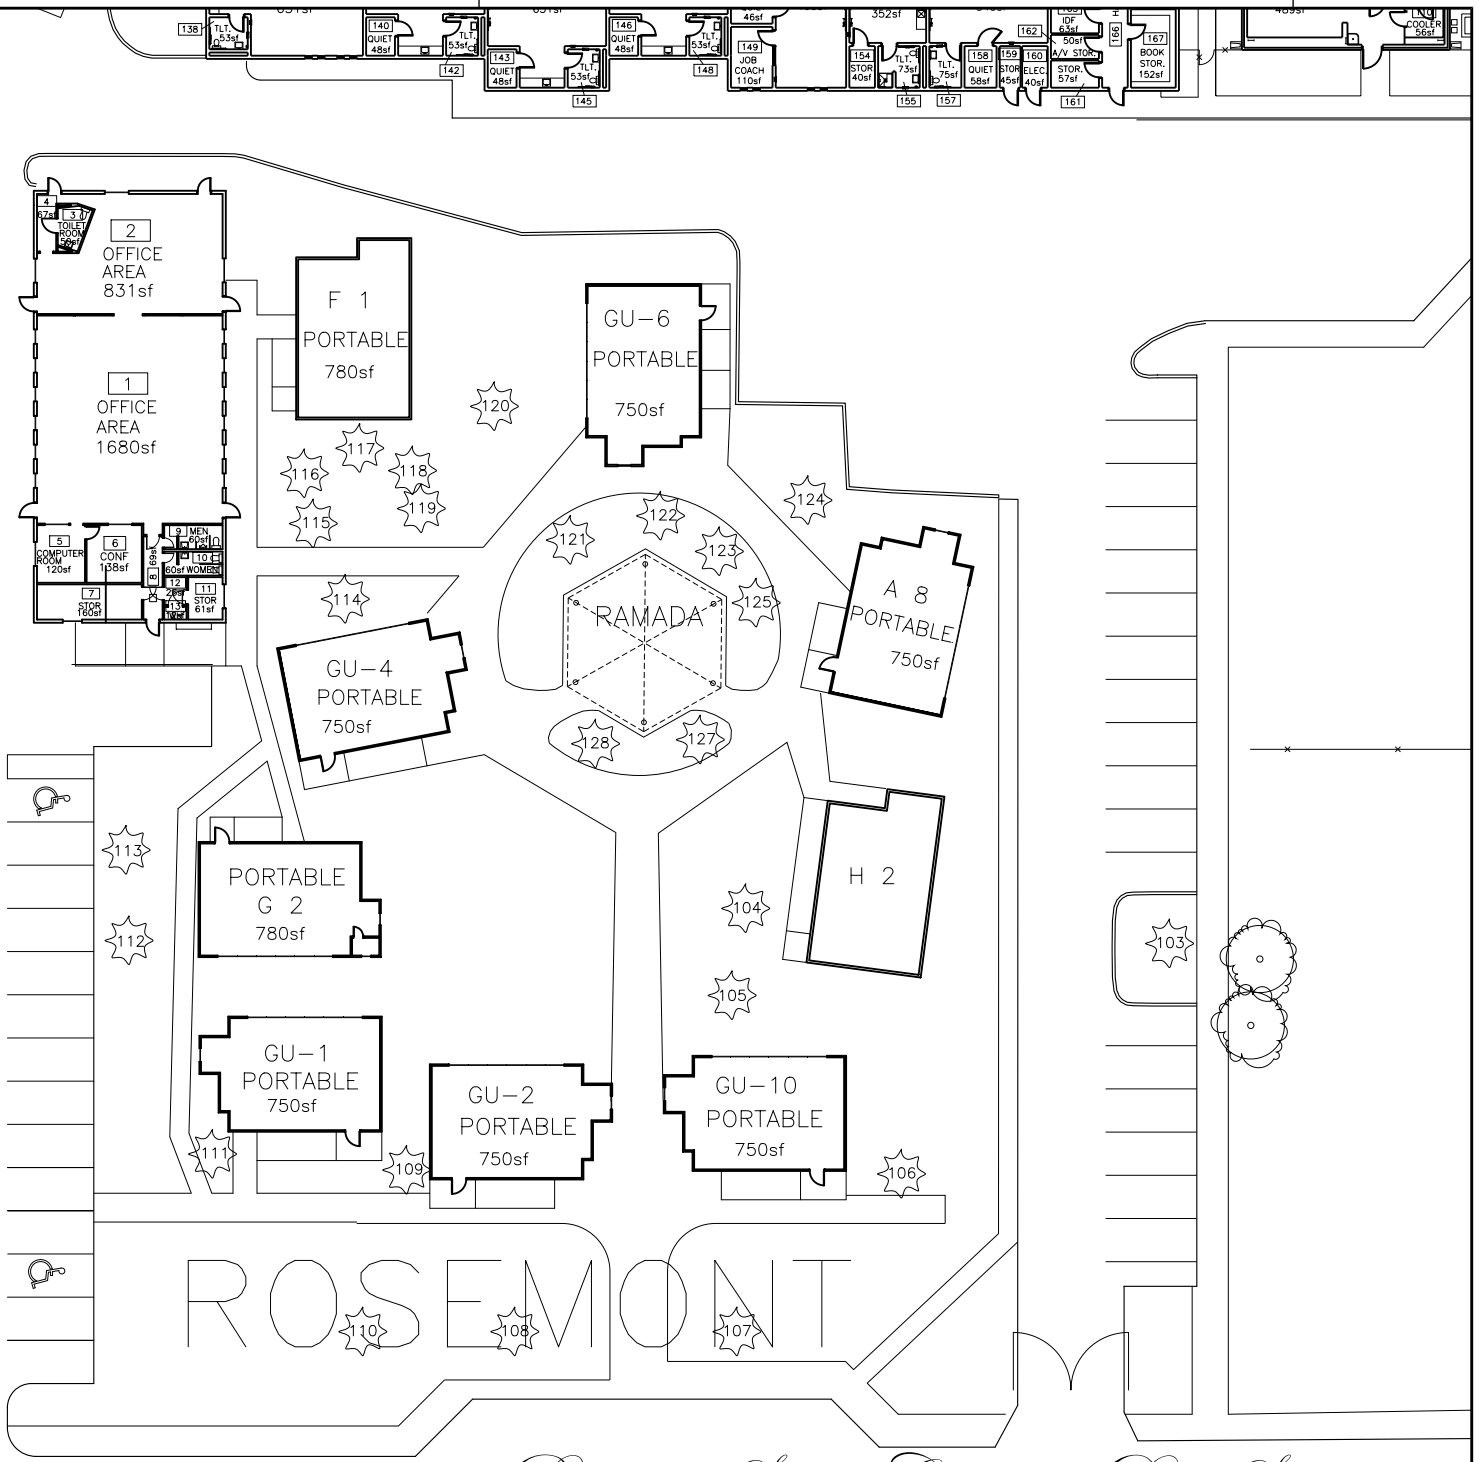 138
TLT.
53sf
140
QUIET
48sf
TLT.
53sf
142
143
QUIET
48sf
TLT.
53sf
145
146
QUIET
48sf
TLT.
53sf
148
46sf
149
JOB
COACH
110sf
352sf
154
STOR
40sf
TLT.
73sf
155
TLT.
75sf
157
158
QUIET
58sf
159
STOR
45sf
160
ELEC.
40sf
162
IDF
63sf
50sf
A/V STOR.
STOR.
57sf
161
166
167
BOOK
STOR.
152sf
COOLER
56sf
4
67sf
3
TOILET
ROOM
2
OFFICE
AREA
831sf
1
OFFICE
AREA
1680sf
5
COMPUTER
ROOM
120sf
6
CONF
138sf
7
STOR
160sf
8
69sf
9
MEN
60sf
10
60sf WOMEN
12
11
STOR
61sf
13
F 1
PORTABLE
780sf
GU-6
PORTABLE
750sf
120
117
116
118
119
115
124
122
121
123
125
RAMADA
A 8
PORTABLE
750sf
114
GU-4
PORTABLE
750sf
128
127
113
112
PORTABLE
G 2
780sf
H 2
104
105
103
GU-1
PORTABLE
750sf
GU-2
PORTABLE
750sf
GU-10
PORTABLE
750sf
111
109
106
ROSEMONT
110
108
107